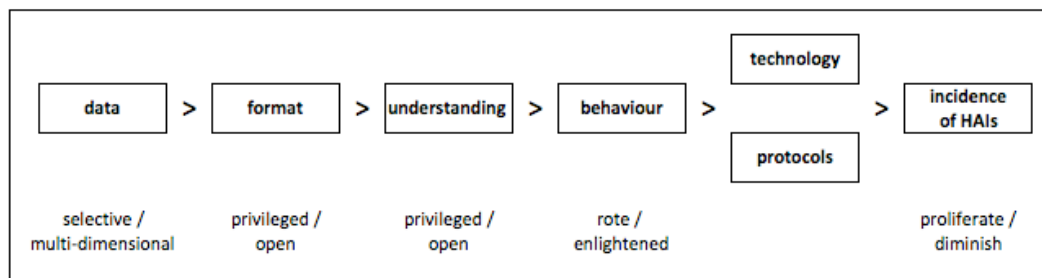 technology
data > format > understanding > behaviour > > incidence
of HAIs
protocols
selective /
multi-dimensional
privileged /
open
privileged /
open
rote /
enlightened
proliferate /
diminish